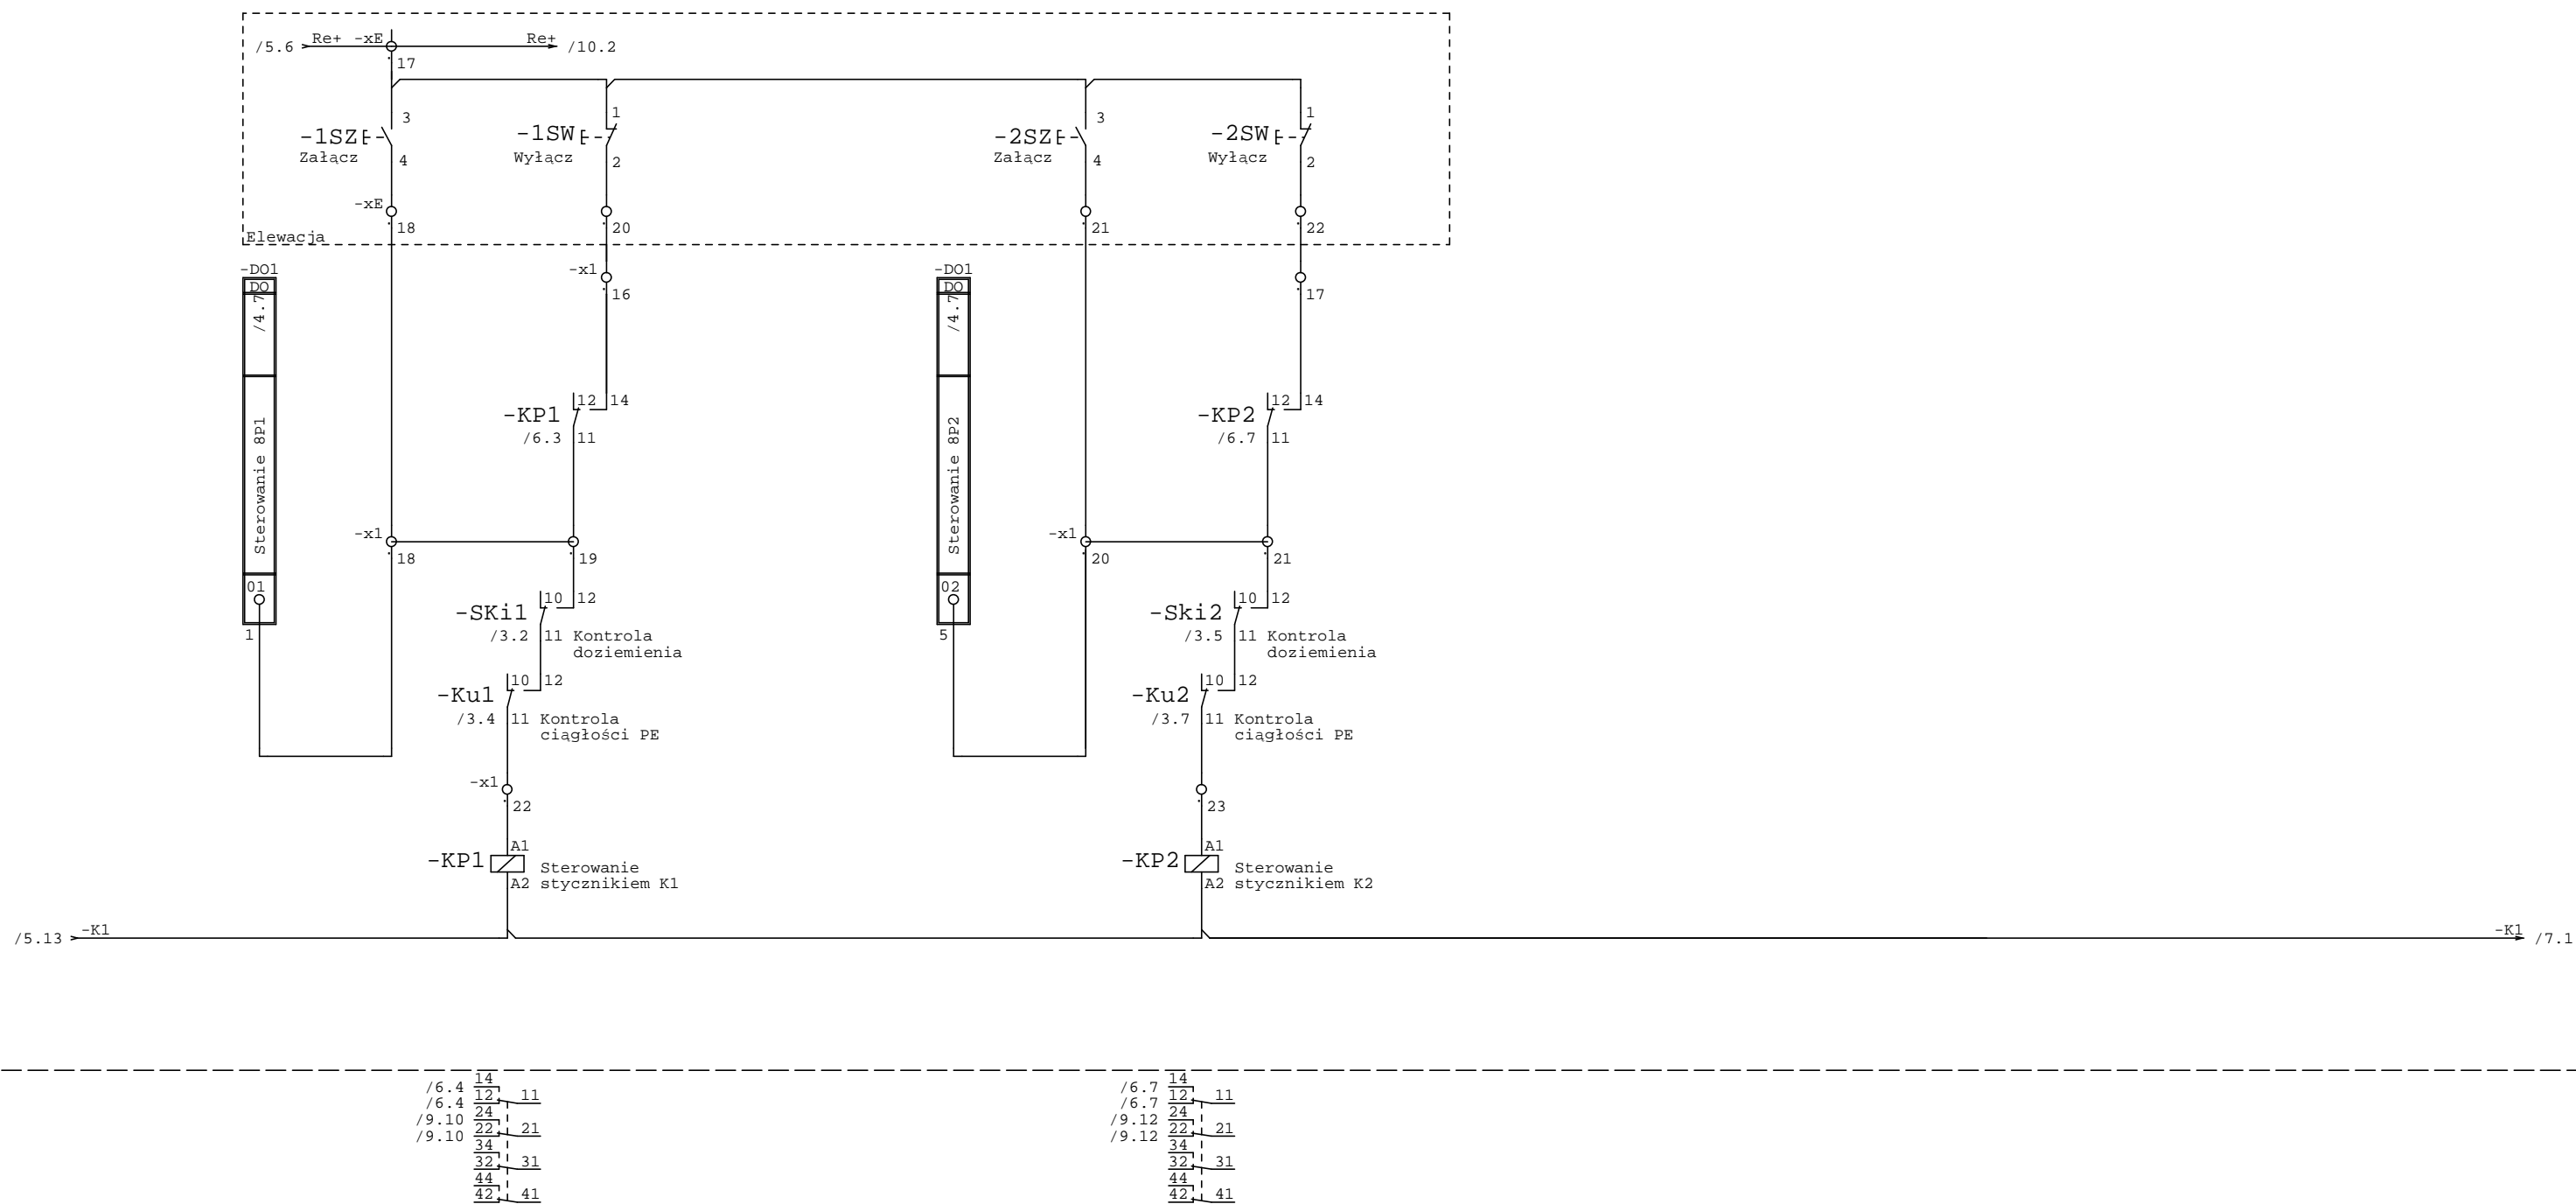 /5.6 Re+ -xE Re+ /10.2
17
3 1 3 1
-1SZ -1SW -2SZ -2SW
Załącz Wyłącz Załącz Wyłącz
4 2 4 2
-xE
18 20 21 22
Elewacja
-DO1 -x1 -DO1
DO 16 DO 17
/4.7 /4.7
12 14 12 14
-KP1 -KP2
/6.3 11 /6.7 11
Sterowanie 8P1 Sterowanie 8P2
-x1 -x1
18 19 20 21
01 10 12 02 10 12
-SKi1 -Ski2
1 /3.2 11 Kontrola 5 /3.5 11 Kontrola
doziemienia doziemienia
10 12 10 12
-Ku1 -Ku2
/3.4 11 Kontrola /3.7 11 Kontrola
ciągłości PE ciągłości PE
-x1
22 23
A1 A1
-KP1 -KP2
Sterowanie Sterowanie
A2 stycznikiem K1 A2 stycznikiem K2
/5.13 -K1 -K1 /7.1
/6.4 14 /6.7 14
/6.4 12 11 /6.7 12 11
/9.10 24 /9.12 24
/9.10 22 21 /9.12 22 21
34 34
32 31 32 31
44 44
42 41 42 41